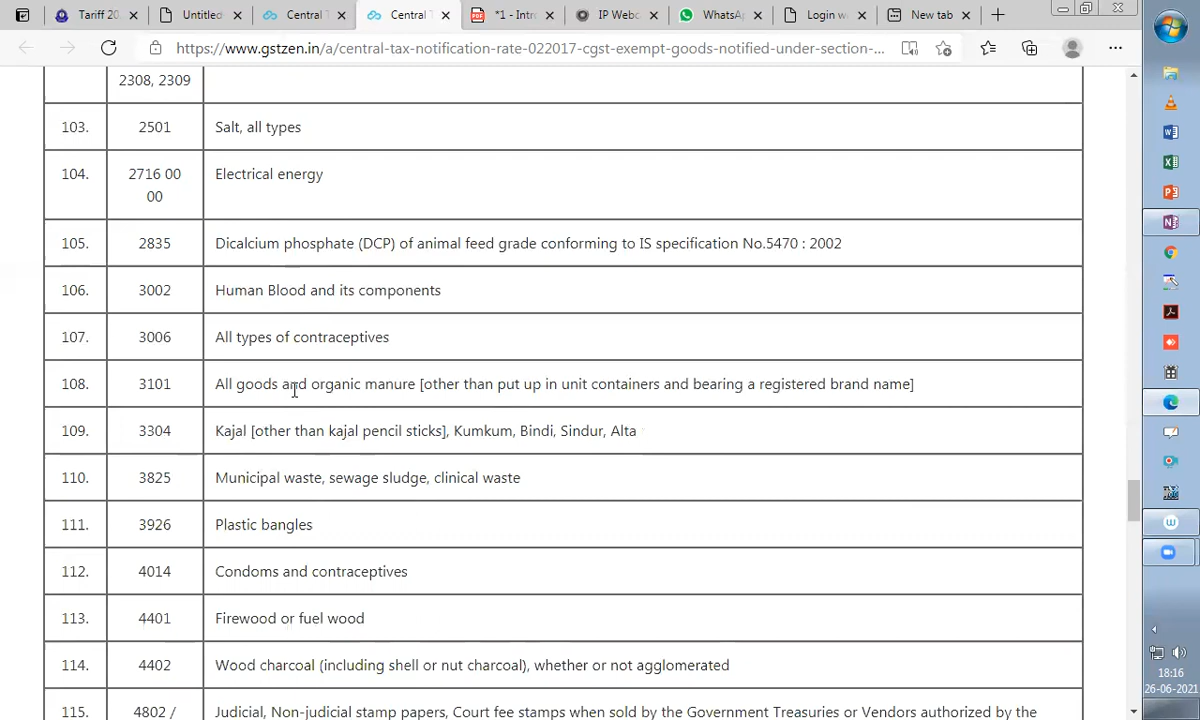 Tariff 20
Untitled
Central T
Central T
*1 - Intro
IP Webc
WhatsA
Login w
New tab
https://www.gstzen.in/a/central-tax-notification-rate-022017-cgst-exempt-goods-notified-under-section-...
2308, 2309
103. 2501 Salt, all types
104. 2716 00 Electrical energy
00
105. 2835 Dicalcium phosphate (DCP) of animal feed grade conforming to IS specification No.5470 : 2002
106. 3002 Human Blood and its components
107. 3006 All types of contraceptives
108. 3101 All goods and organic manure [other than put up in unit containers and bearing a registered brand name]
109. 3304 Kajal [other than kajal pencil sticks], Kumkum, Bindi, Sindur, Alta
110. 3825 Municipal waste, sewage sludge, clinical waste
111. 3926 Plastic bangles
112. 4014 Condoms and contraceptives
113. 4401 Firewood or fuel wood
114. 4402 Wood charcoal (including shell or nut charcoal), whether or not agglomerated
115. 4802 / Judicial, Non-judicial stamp papers, Court fee stamps when sold by the Government Treasuries or Vendors authorized by the
18:16
26-06-2021